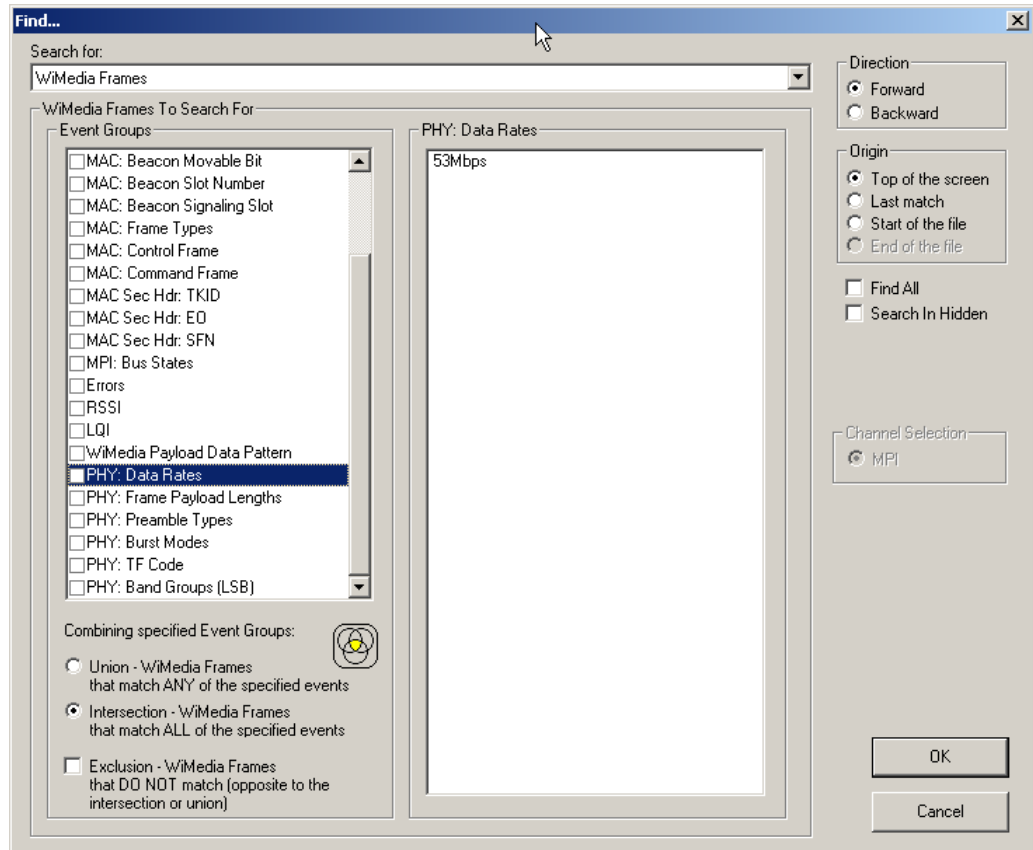 Find...
Search for:
WiMedia Frames
WiMedia Frames To Search For
Event Groups
MAC: Beacon Movable Bit
MAC: Beacon Slot Number
MAC: Beacon Signaling Slot
MAC: Frame Types
MAC: Control Frame
MAC: Command Frame
MAC Sec Hdr: TKID
MAC Sec Hdr: EO
MAC Sec Hdr: SFN
MPI: Bus States
Errors
RSSI
LQI
WiMedia Payload Data Pattern
PHY: Data Rates
PHY: Frame Payload Lengths
PHY: Preamble Types
PHY: Burst Modes
PHY: TF Code
PHY: Band Groups (LSB)
Combining specified Event Groups:
Union - WiMedia Frames
that match ANY of the specified events
Intersection - WiMedia Frames
that match ALL of the specified events
Exclusion - WiMedia Frames
that DO NOT match (opposite to the
intersection or union)
PHY: Data Rates
53Mbps
Direction
Forward
Backward
Origin
Top of the screen
Last match
Start of the file
End of the file
Find All
Search In Hidden
Channel Selection
MPI
OK
Cancel